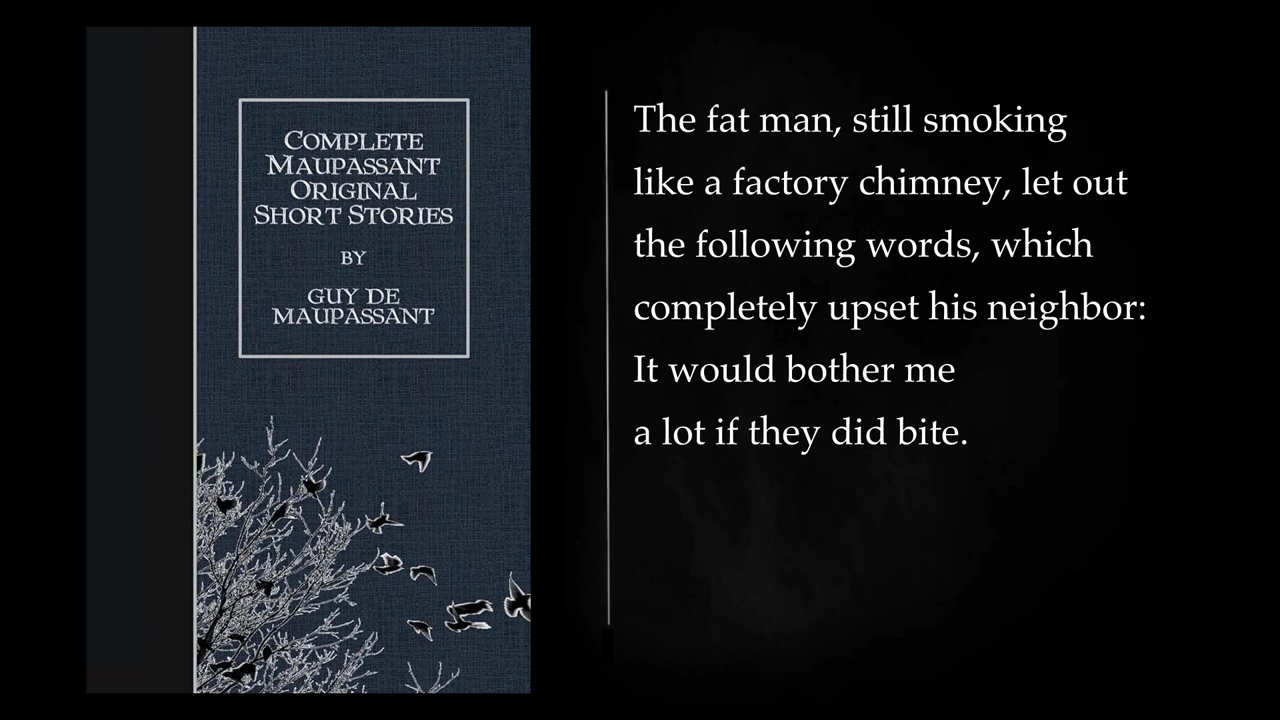 COMPLETE
MAUPASSANT
ORIGINAL
SHORT STORIES
BY
GUY DE
MAUPASSANT
The fat man, still smoking
like a factory chimney, let out
the following words, which
completely upset his neighbor:
It would bother me
a lot if they did bite.